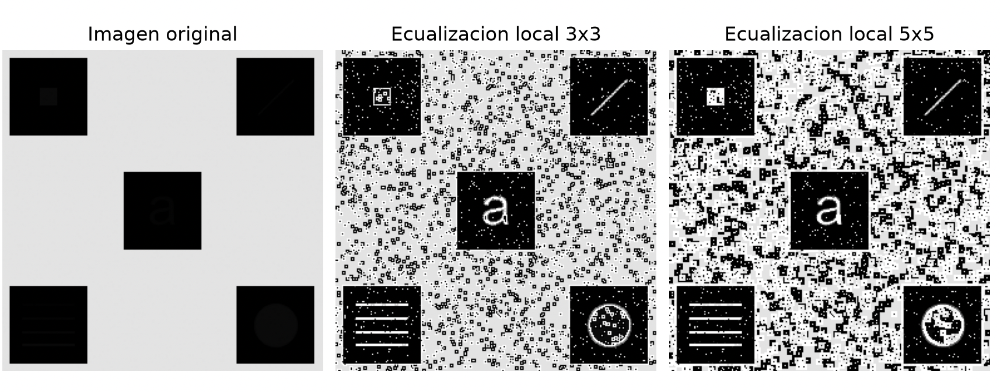 Imagen original
Ecualizacion local 3x3
Ecualizacion local 5x5
a
a
a